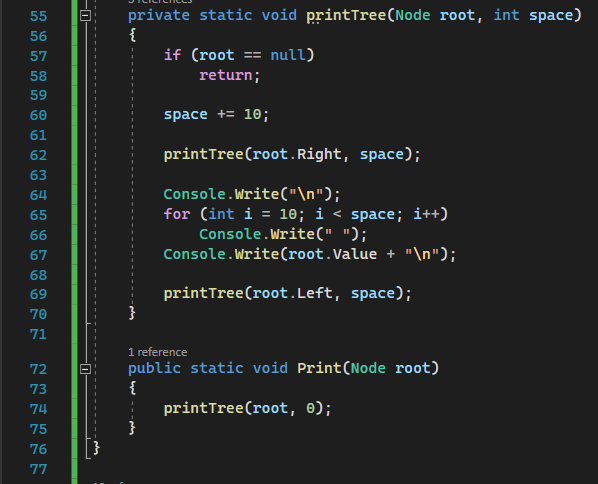 3 references
55 private static void printTree(Node root, int space)
56 {
57 if (root == null)
58 return;
59
60 space += 10;
61
62 printTree(root.Right, space);
63
64 Console.Write("\n");
65 for (int i = 10; i < space; i++)
66 Console.Write(" ");
67 Console.Write(root.Value + "\n");
68
69 printTree(root.Left, space);
70 }
71
1 reference
72 public static void Print(Node root)
73 {
74 printTree(root, 0);
75 }
76 }
77